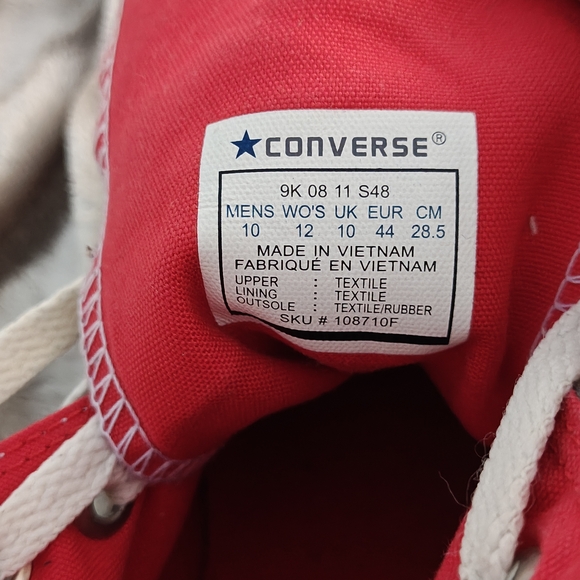 ★CONVERSE®
9K 08 11 S48
MENS WO'S UK EUR CM
10 12 10 44 28.5
MADE IN VIETNAM
FABRIQUÉ EN VIETNAM
UPPER : TEXTILE
LINING : TEXTILE
OUTSOLE : TEXTILE/RUBBER
SKU # 108710F